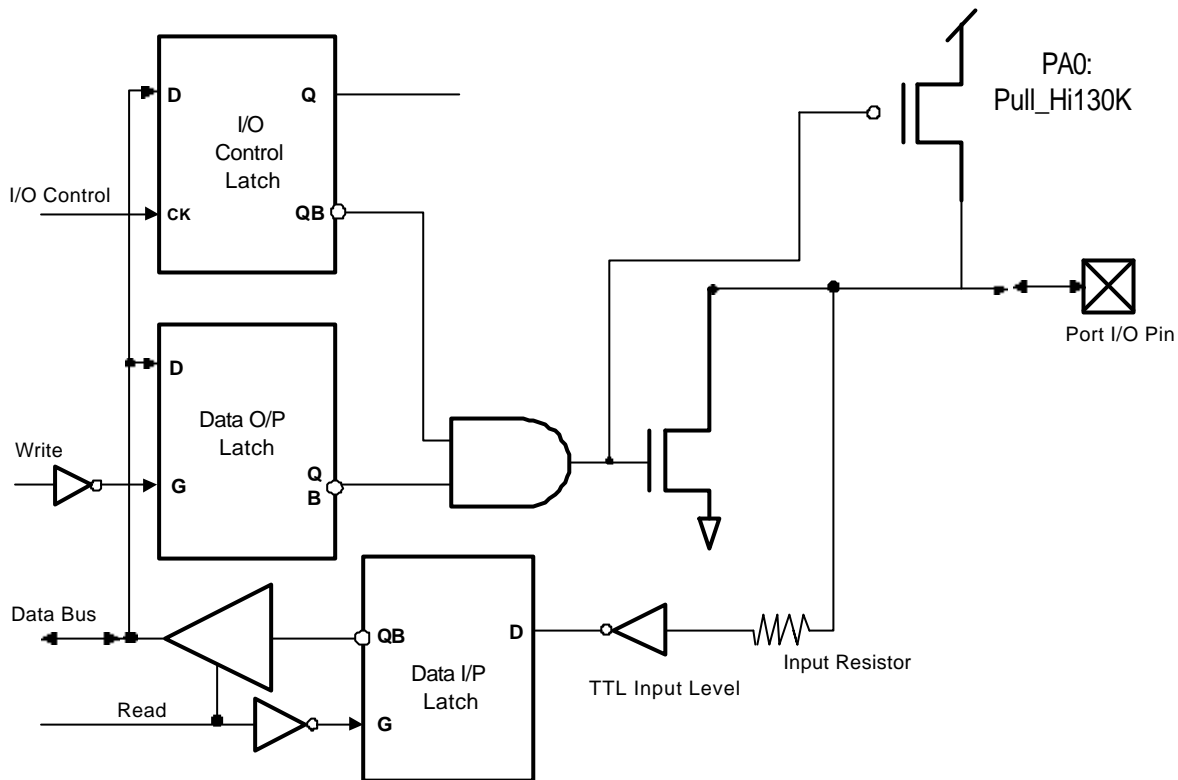 PA0:
Pull_Hi130K
D
Q
I/O
Control
Latch
I/O Control
CK
QB
Port I/O Pin
D
Data O/P
Latch
Write
G
Q
B
Data Bus
QB
D
Input Resistor
Data I/P
Latch
TTL Input Level
Read
G